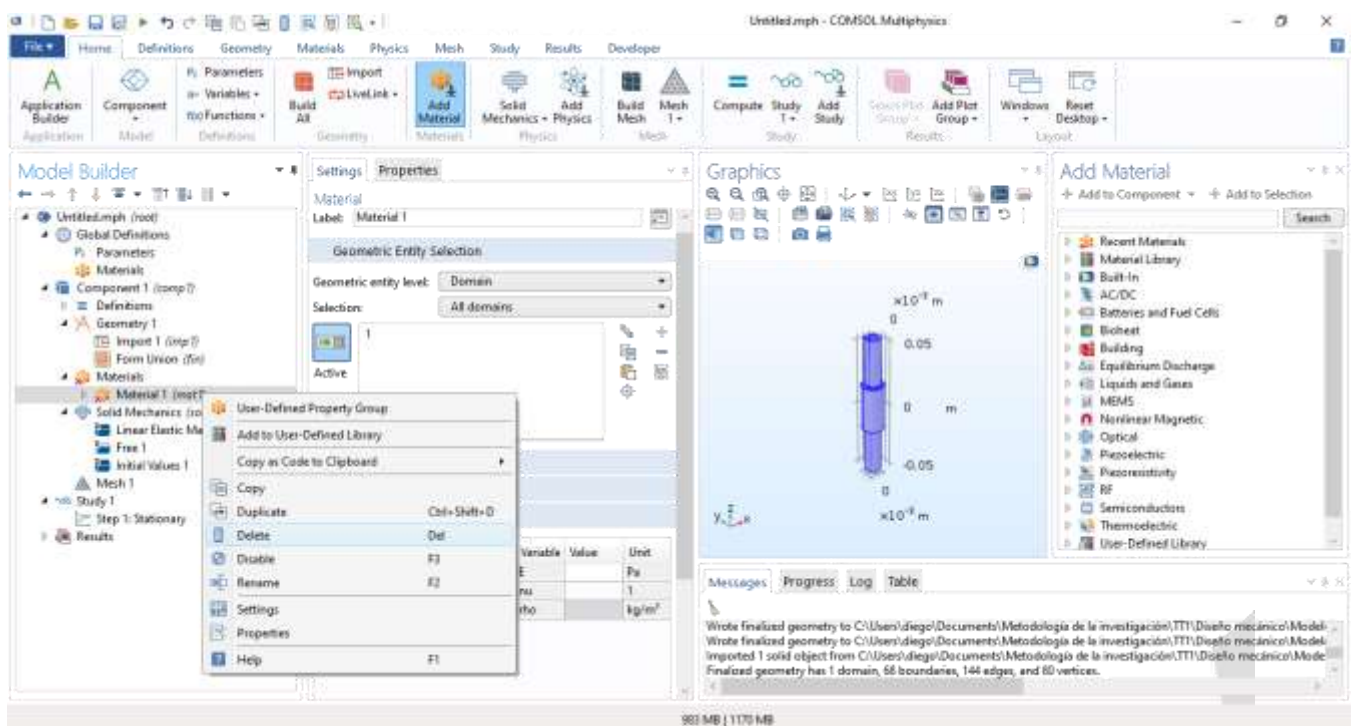 Untitled.mph - COMSOL Multiphysics
File Home Definitions Geometry Materials Physics Mesh Study Results Developer
Application Builder
Component
Pi Parameters
a= Variables
f(x) Functions
Build All
Import
LiveLink
Add Material
Solid Mechanics
Add Physics
Build Mesh
Mesh 1
Compute
Study 1
Add Study
Add Plot Group
Windows
Reset Desktop
Application Model Definitions Geometry Materials Physics Mesh Study Results Layout
Model Builder
Untitled.mph (root)
Global Definitions
Pi Parameters
Materials
Component 1 (comp1)
Definitions
Geometry 1
Import 1 (imp1)
Form Union (fin)
Materials
Material 1
Solid Mechanics
Linear Elastic
Free 1
Initial Values 1
Mesh 1
Study 1
Step 1: Stationary
Results
User-Defined Property Group
Add to User-Defined Library
Copy as Code to Clipboard
Copy
Duplicate Ctrl+Shift+D
Delete Del
Disable F3
Rename F2
Settings
Properties
Help F1
Settings Properties
Material
Label: Material 1
Geometric Entity Selection
Geometric entity level: Domain
Selection: All domains
1
Active
Variable Value Unit
E Pa
nu 1
rho kg/m³
Graphics
x10⁻³ m
0
0.05
0 m
-0.05
0
x10⁻³ m
y z x
Add Material
+ Add to Component + Add to Selection
Search
Recent Materials
Material Library
Built-In
AC/DC
Batteries and Fuel Cells
Bioheat
Building
Equilibrium Discharge
Liquids and Gases
MEMS
Nonlinear Magnetic
Optical
Piezoelectric
Piezoresistivity
RF
Semiconductors
Thermoelectric
User-Defined Library
Messages Progress Log Table
Wrote finalized geometry to C:\Users\diego\Documents\Metodología de la investigación\TT1\Diseño mecánico\Model
Wrote finalized geometry to C:\Users\diego\Documents\Metodología de la investigación\TT1\Diseño mecánico\Model
Imported 1 solid object from C:\Users\diego\Documents\Metodología de la investigación\TT1\Diseño mecánico\Mode
Finalized geometry has 1 domain, 68 boundaries, 144 edges, and 80 vertices.
983 MB | 1170 MB